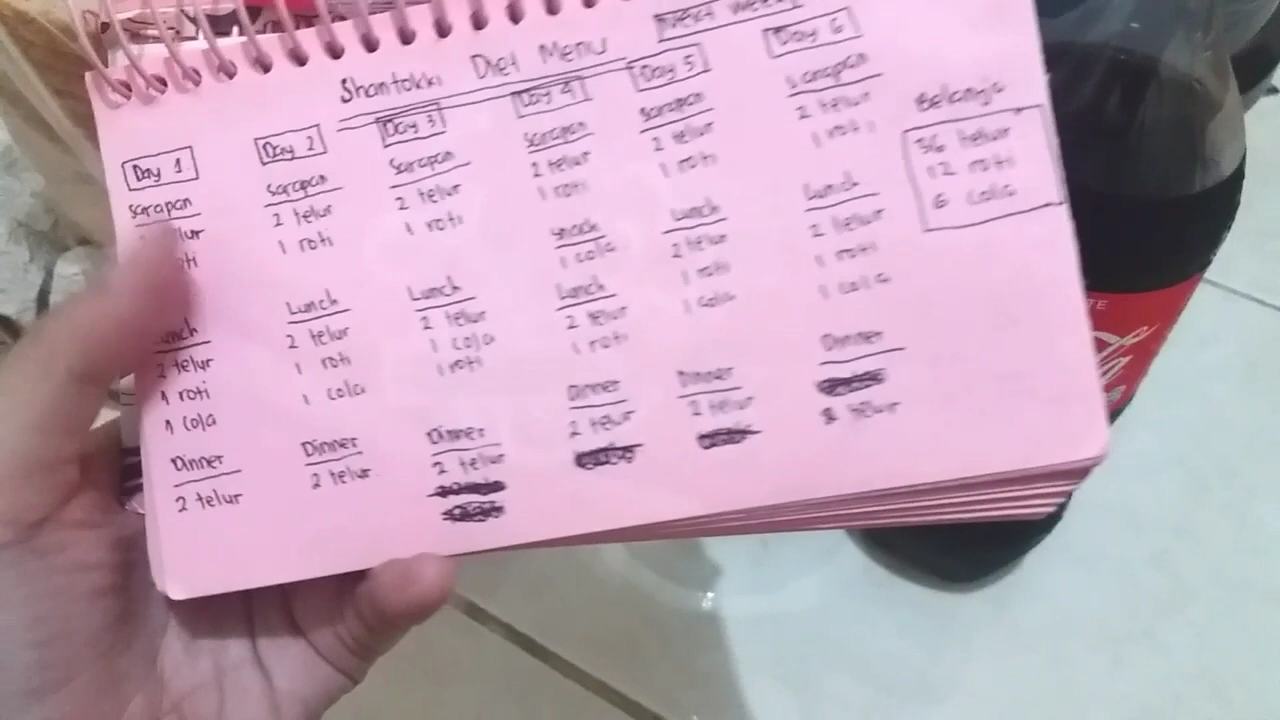 Shantokki Diet Menu
Next Week
Day 1
Sarapan
Lunch
2 telur
1 roti
1 cola
Dinner
2 telur
Day 2
Sarapan
2 telur
1 roti
Lunch
2 telur
1 roti
1 cola
Dinner
2 telur
Day 3
Sarapan
2 telur
1 roti
Lunch
2 telur
1 cola
1 roti
Dinner
2 telur
Day 4
Sarapan
2 telur
1 roti
Snack
1 cola
Lunch
2 telur
1 roti
Dinner
2 telur
Day 5
Sarapan
2 telur
1 roti
Lunch
2 telur
1 roti
1 cola
Dinner
2 telur
Day 6
Sarapan
2 telur
1 roti
Lunch
2 telur
1 roti
1 cola
Dinner
2 telur
Belanja
36 telur
12 roti
6 cola